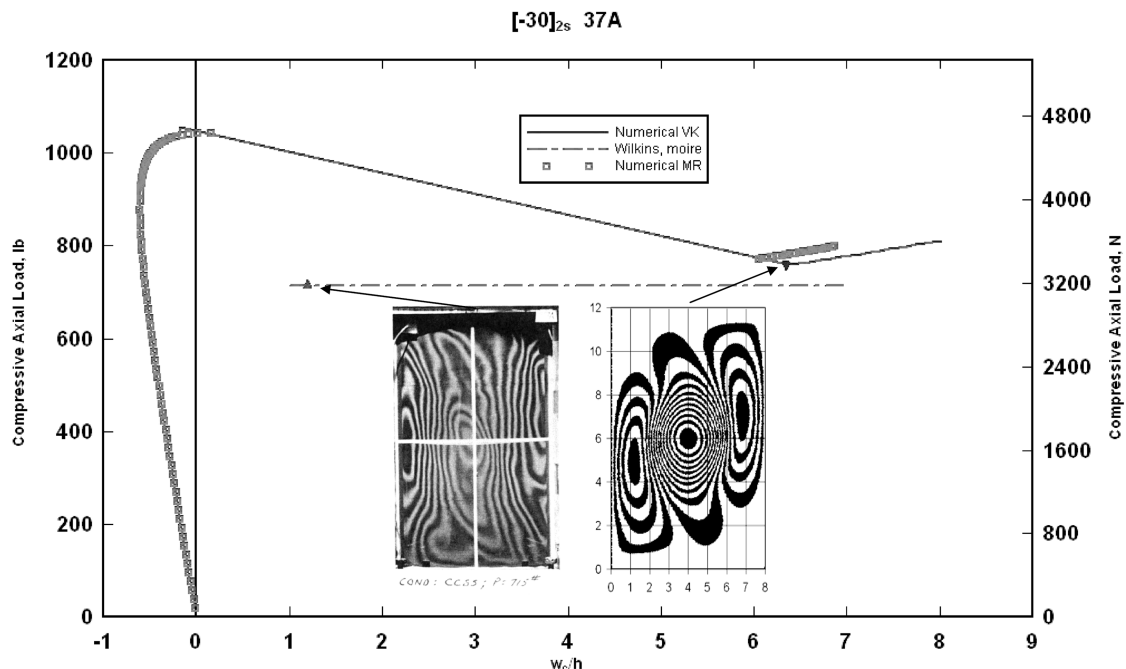 [-30]2s 37A
Compressive Axial Load, lb
1200
1000
800
600
400
200
0
Numerical VK
Wilkins, moire
Numerical MR
4800
4000
3200
2400
1600
800
0
Compressive Axial Load, N
12
10
8
6
4
2
0
0 1 2 3 4 5 6 7 8
COND: CCSS; P: 715#
-1 0 1 2 3 4 5 6 7 8 9
wo/h